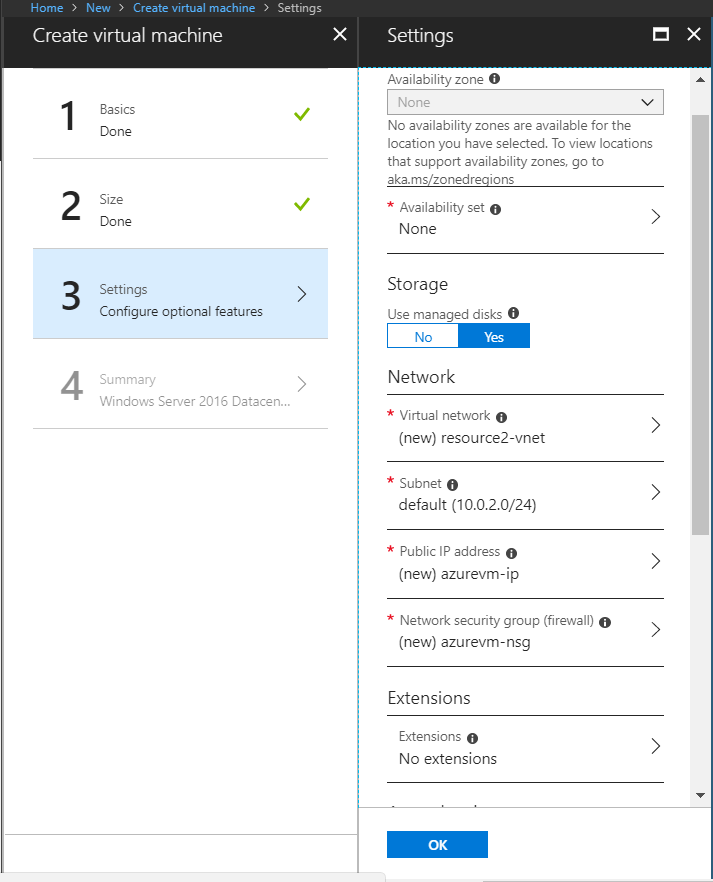 Home > New > Create virtual machine > Settings
Create virtual machine
1
Basics
Done
2
Size
Done
3
Settings
Configure optional features
4
Summary
Windows Server 2016 Datacen...
Settings
Availability zone
None
No availability zones are available for the
location you have selected. To view locations
that support availability zones, go to
aka.ms/zonedregions
* Availability set
None
Storage
Use managed disks
No Yes
Network
* Virtual network
(new) resource2-vnet
* Subnet
default (10.0.2.0/24)
* Public IP address
(new) azurevm-ip
* Network security group (firewall)
(new) azurevm-nsg
Extensions
Extensions
No extensions
OK